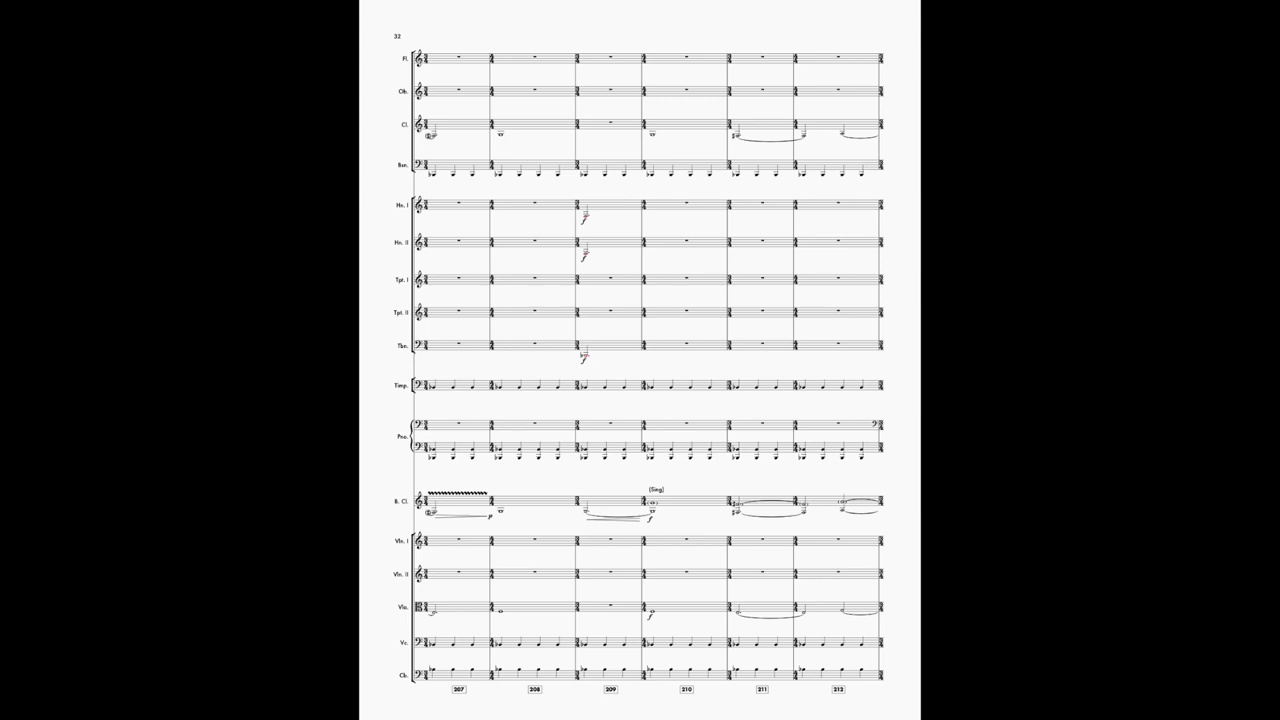 32
Fl.
Ob.
Cl.
Bsn.
Hn. I
f
Hn. II
f
Tpt. I
Tpt. II
Tbn.
f
Timp.
Pno.
(Sing)
B. Cl.
p
f
Vln. I
Vln. II
Vla.
f
Vc.
Cb.
207 208 209 210 211 212